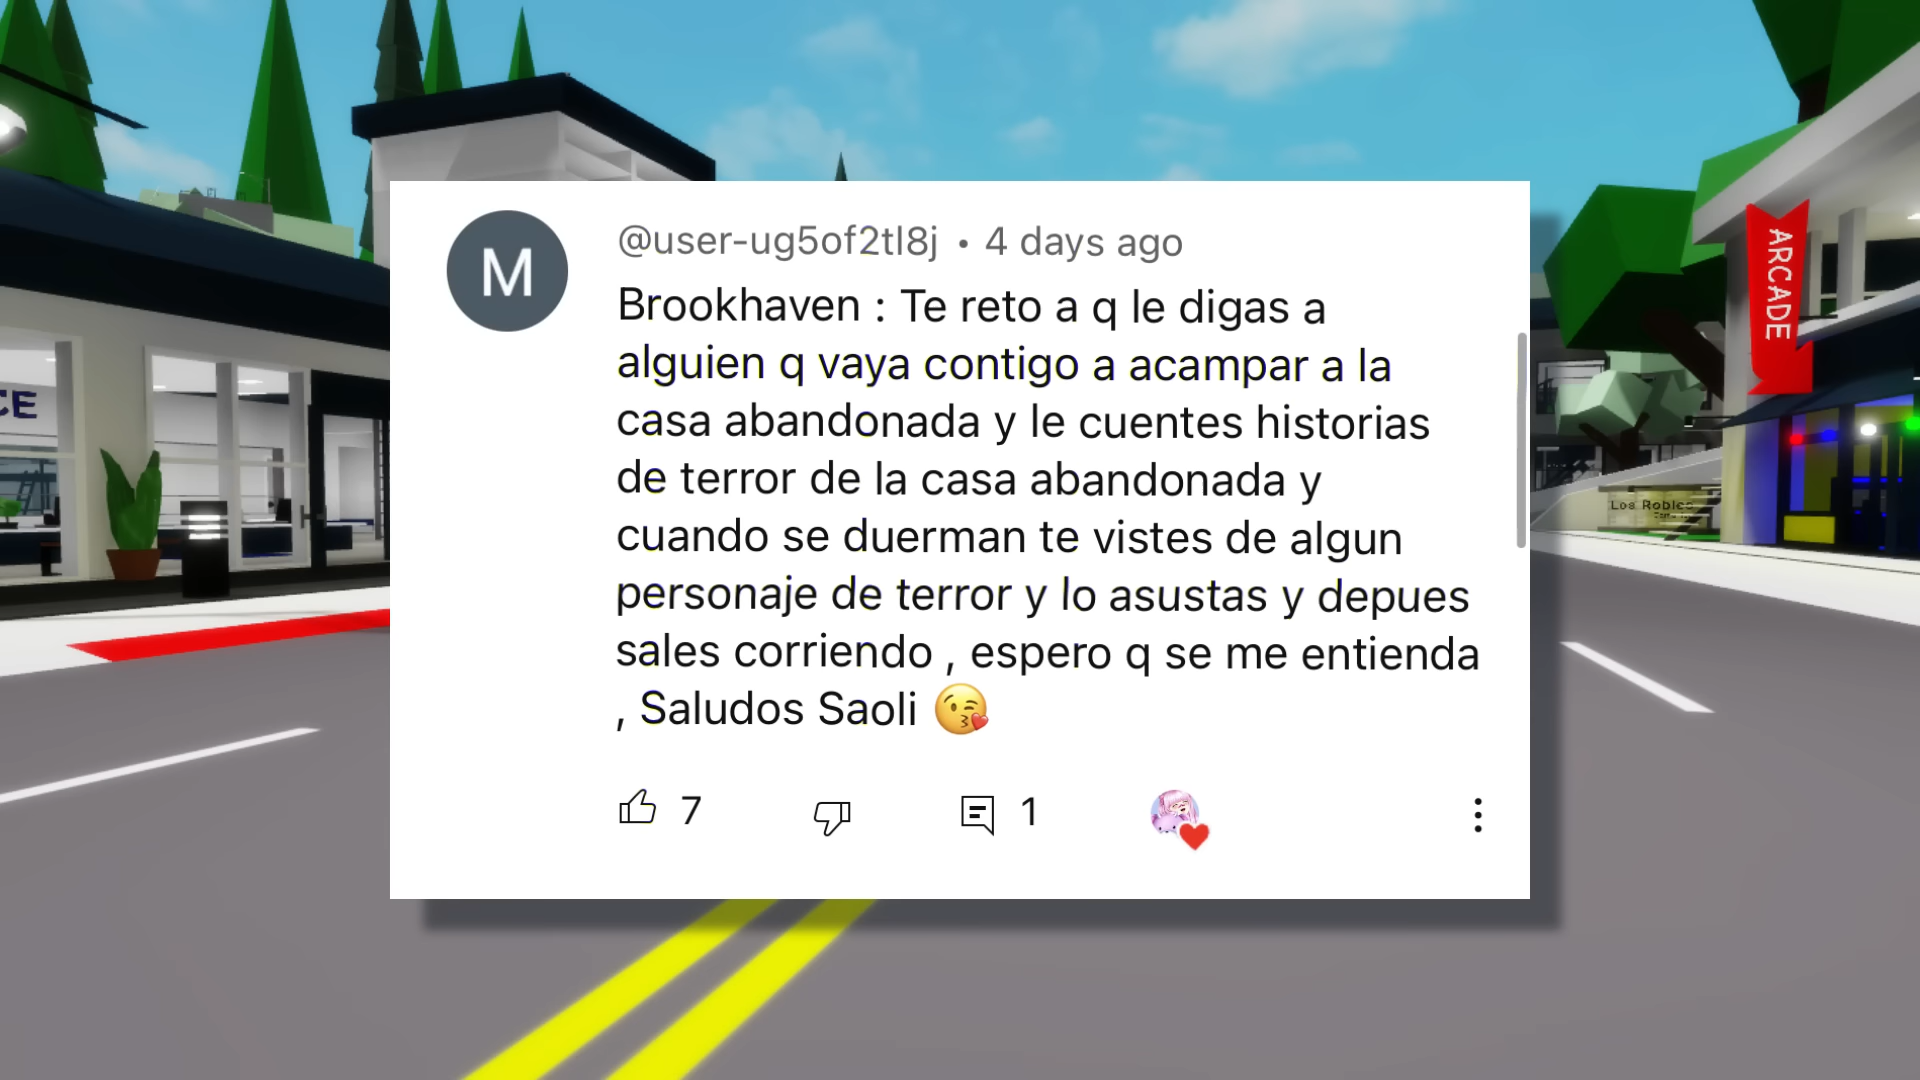 @user-ug5of2tl8j • 4 days ago
Brookhaven : Te reto a q le digas a
alguien q vaya contigo a acampar a la
casa abandonada y le cuentes historias
de terror de la casa abandonada y
cuando se duerman te vistes de algun
personaje de terror y lo asustas y depues
sales corriendo , espero q se me entienda
, Saludos Saoli 😘
7
1
M
CE
ARCADE
Los Robles